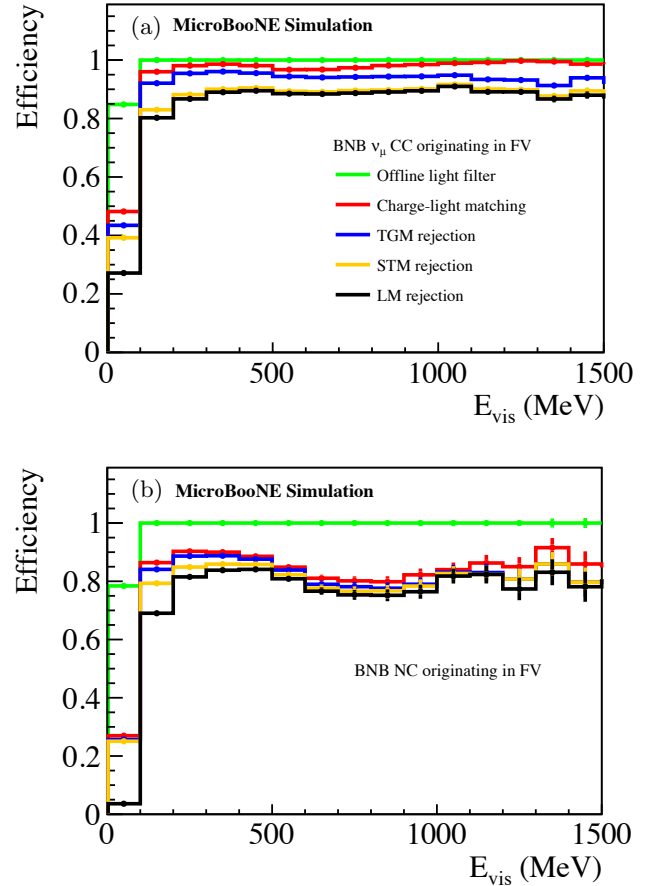 (a) MicroBooNE Simulation
Efficiency
1
0.8
0.6
0.4
0.2
0
BNB νμ CC originating in FV
Offline light filter
Charge-light matching
TGM rejection
STM rejection
LM rejection
0 500 1000 1500
Evis (MeV)
(b) MicroBooNE Simulation
Efficiency
1
0.8
0.6
0.4
0.2
0
BNB NC originating in FV
0 500 1000 1500
Evis (MeV)